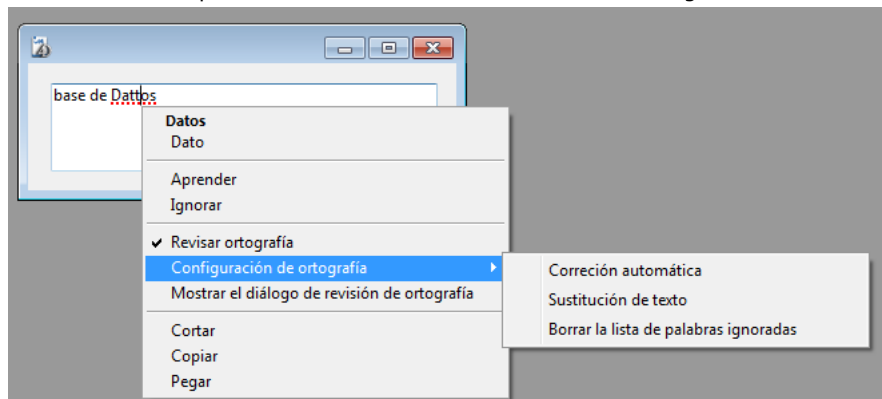 base de Dattos
Datos
Dato
Aprender
Ignorar
Revisar ortografía
Configuración de ortografía
Mostrar el diálogo de revisión de ortografía
Cortar
Copiar
Pegar
Correción automática
Sustitución de texto
Borrar la lista de palabras ignoradas